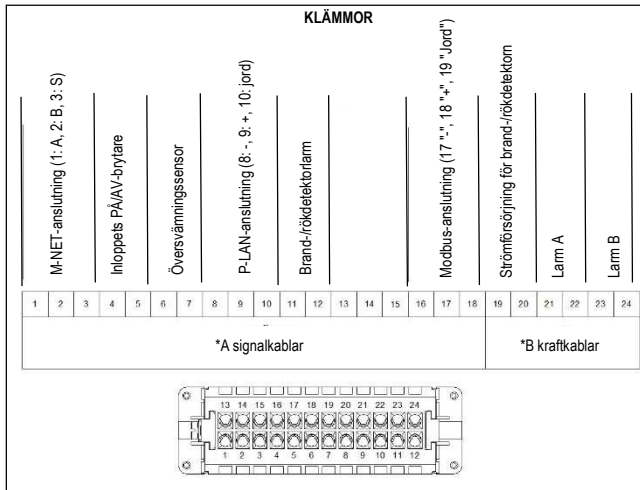 KLÄMMOR
M-NET-anslutning (1: A, 2: B, 3: S)
Inloppets PÅ/AV-brytare
Översvämningssensor
P-LAN-anslutning (8: -, 9: +, 10: jord)
Brand-/rökdetektorlarm
Modbus-anslutning (17 "-", 18 "+", 19 "Jord")
Strömförsörjning för brand-/rökdetektorn
Larm A
Larm B
1 2 3 4 5 6 7 8 9 10 11 12 13 14 15 16 17 18 19 20 21 22 23 24
*A signalkablar *B kraftkablar
13 14 15 16 17 18 19 20 21 22 23 24
1 2 3 4 5 6 7 8 9 10 11 12